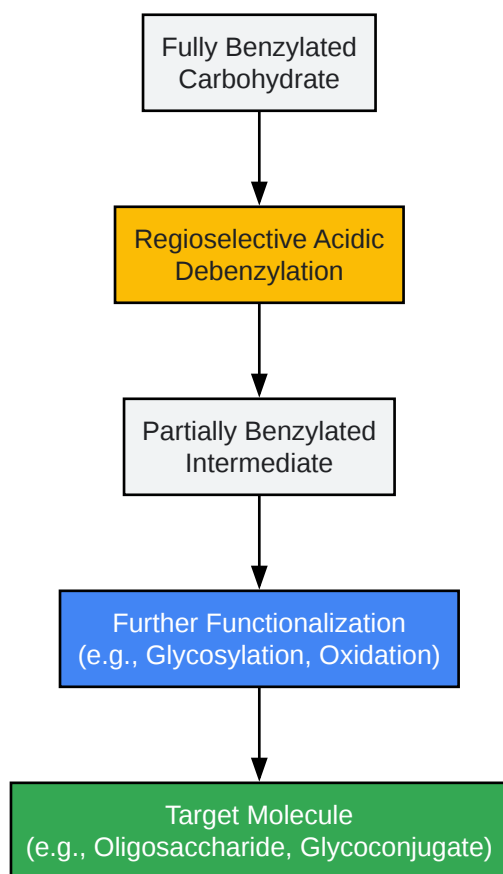 Fully Benzylated
Carbohydrate
Regioselective Acidic
Debenzylation
Partially Benzylated
Intermediate
Further Functionalization
(e.g., Glycosylation, Oxidation)
Target Molecule
(e.g., Oligosaccharide, Glycoconjugate)